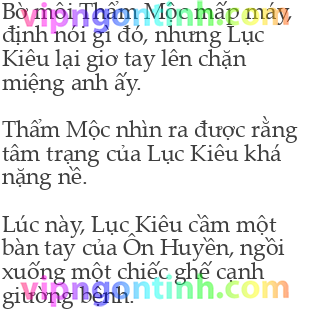 Bờ môi Thẩm Mộc mấp máy,
định nói gì đó, nhưng Lục
Kiêu lại giơ tay lên chặn
miệng anh ấy.
Thẩm Mộc nhìn ra được rằng
tâm trạng của Lục Kiêu khá
nặng nề.
Lúc này, Lục Kiêu cầm một
bàn tay của Ôn Huyền, ngồi
xuống một chiếc ghế cạnh
giường bệnh.
vipngontinh.com
vipngontinh.com